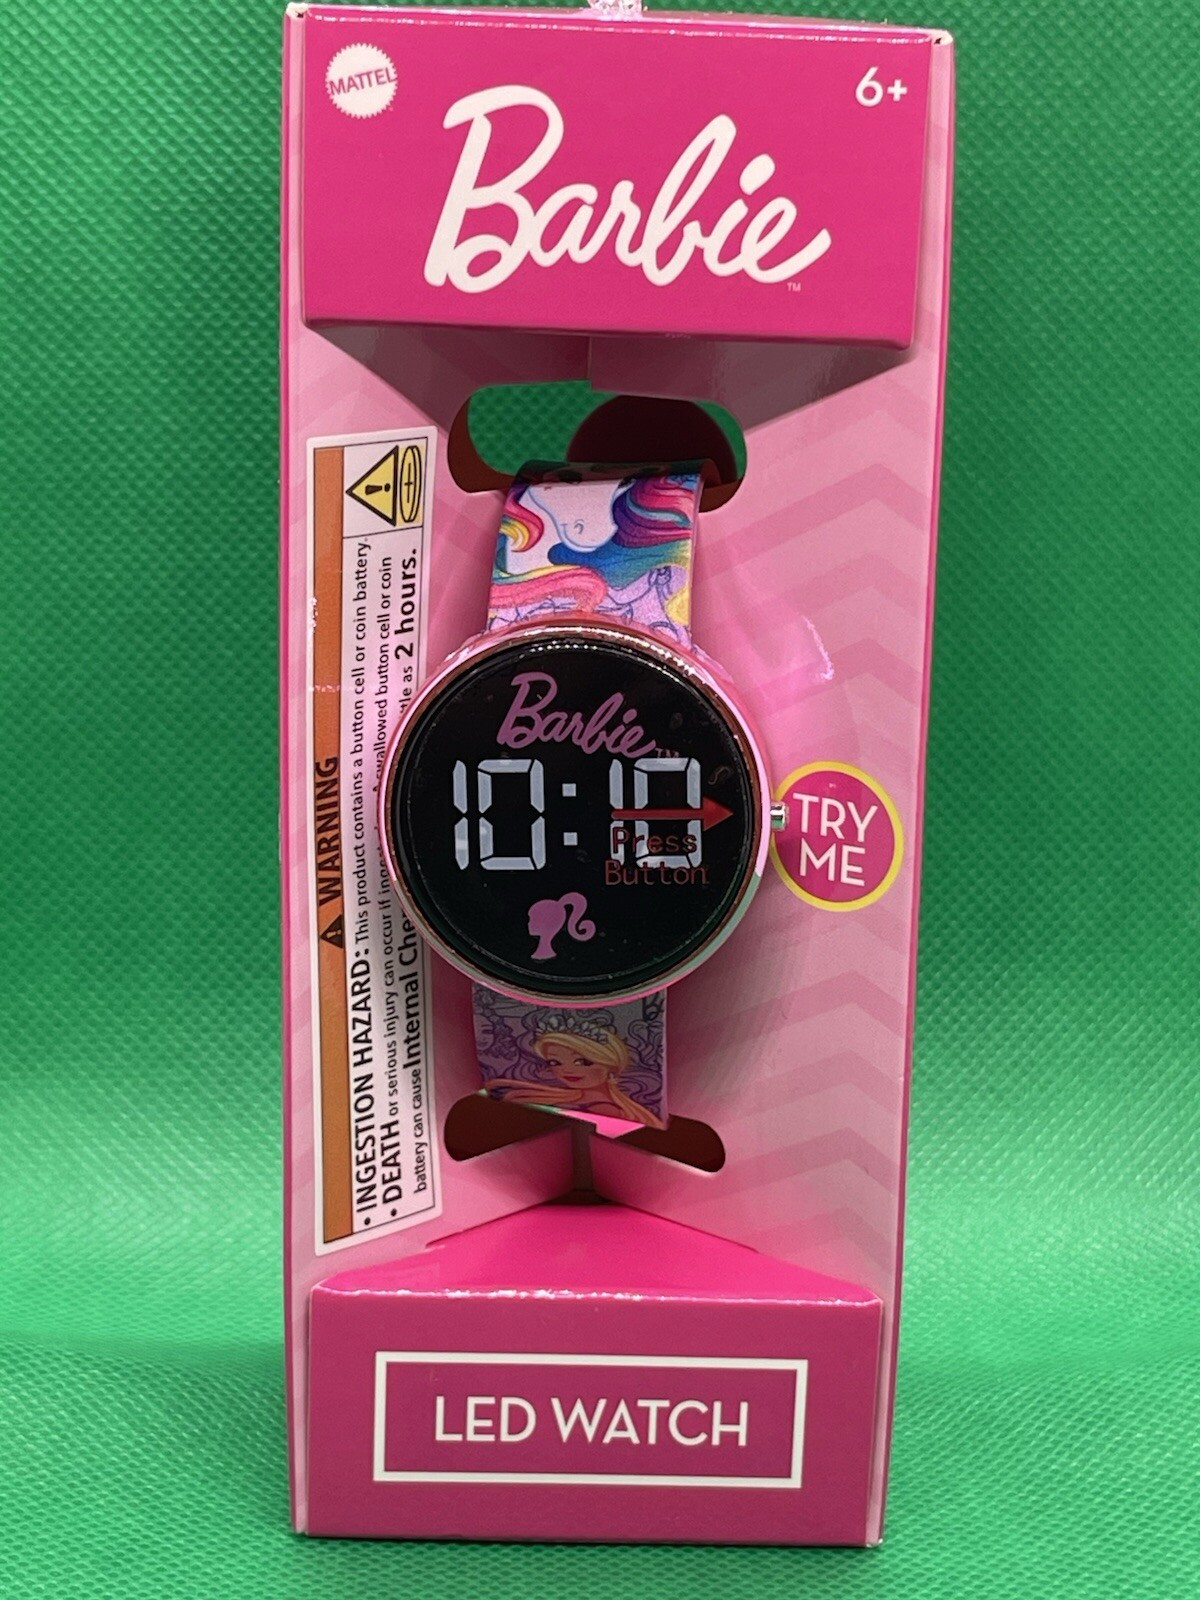 MATTEL
6+
Barbie
TM
⚠ WARNING
• INGESTION HAZARD: This product contains a button cell or coin battery.
• DEATH or serious injury can occur if
A swallowed button cell or coin
battery can cause Internal
as 2 hours.
Barbie
TM
10:10
Press
Button
TRY
ME
LED WATCH